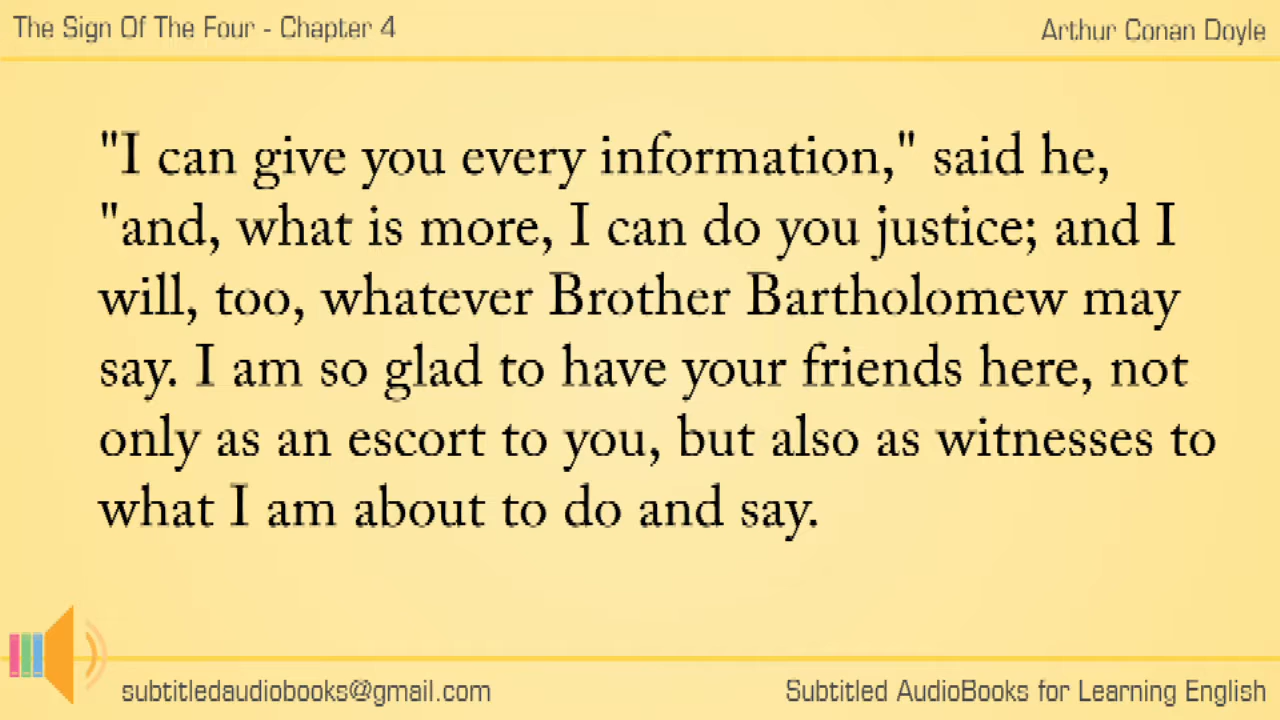 The Sign Of The Four - Chapter 4
Arthur Conan Doyle
"I can give you every information," said he,
"and, what is more, I can do you justice; and I
will, too, whatever Brother Bartholomew may
say. I am so glad to have your friends here, not
only as an escort to you, but also as witnesses to
what I am about to do and say.
subtitledaudiobooks@gmail.com
Subtitled AudioBooks for Learning English